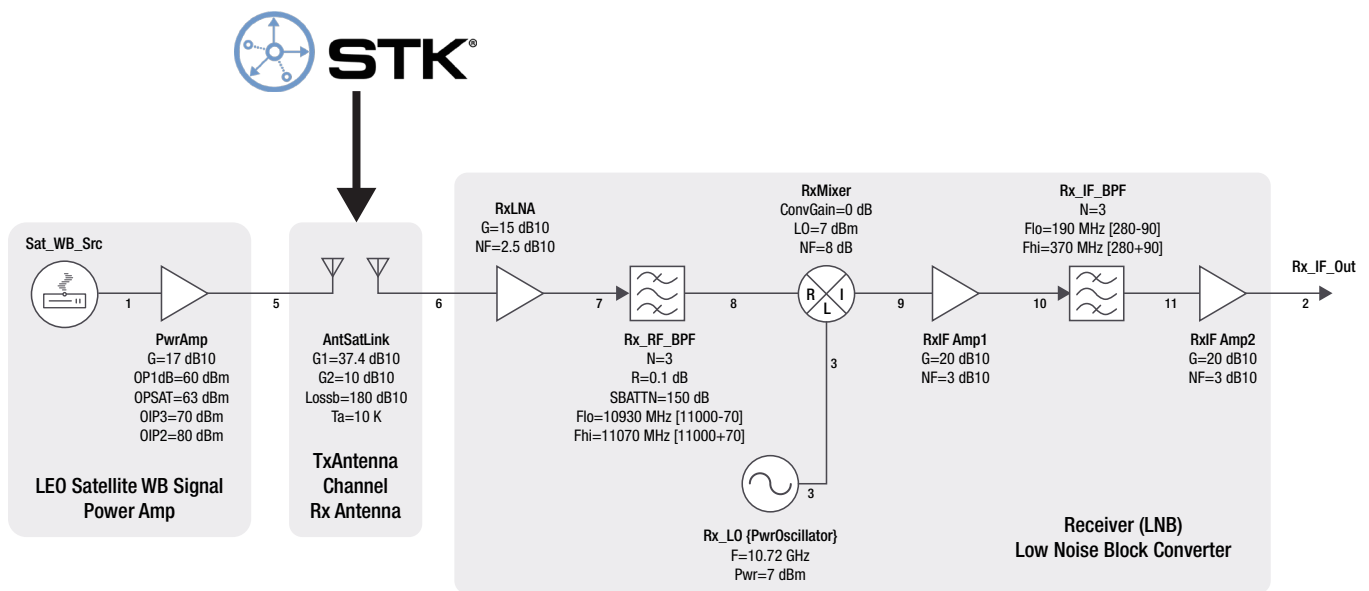 STK®
Sat_WB_Src
1
PwrAmp
G=17 dB10
OP1dB=60 dBm
OPSAT=63 dBm
OIP3=70 dBm
OIP2=80 dBm
LEO Satellite WB Signal
Power Amp
5
AntSatLink
G1=37.4 dB10
G2=10 dB10
Lossb=180 dB10
Ta=10 K
TxAntenna
Channel
Rx Antenna
6
RxLNA
G=15 dB10
NF=2.5 dB10
7
Rx_RF_BPF
N=3
R=0.1 dB
SBATTN=150 dB
Flo=10930 MHz [11000-70]
Fhi=11070 MHz [11000+70]
8
RxMixer
ConvGain=0 dB
LO=7 dBm
NF=8 dB
R I
L
3
3
Rx_LO {PwrOscillator}
F=10.72 GHz
Pwr=7 dBm
9
RxIF Amp1
G=20 dB10
NF=3 dB10
10
Rx_IF_BPF
N=3
Flo=190 MHz [280-90]
Fhi=370 MHz [280+90]
11
RxIF Amp2
G=20 dB10
NF=3 dB10
Rx_IF_Out
2
Receiver (LNB)
Low Noise Block Converter